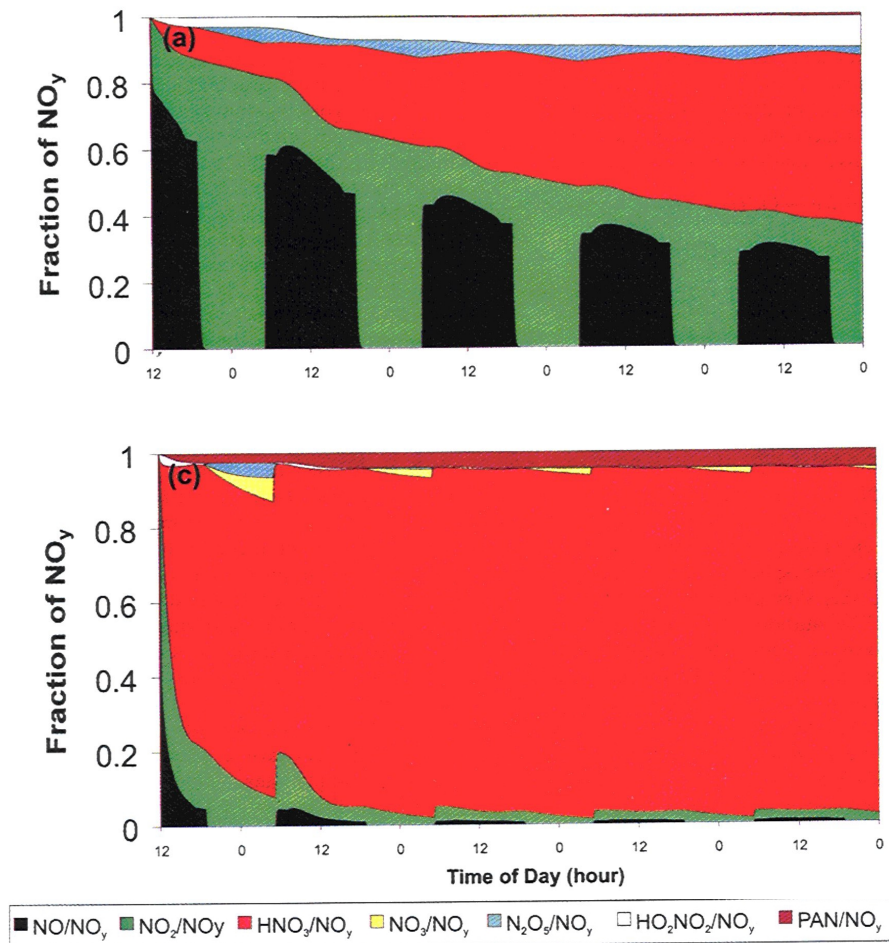 (a)
Fraction of NOy
1
0.8
0.6
0.4
0.2
0
12 0 12 0 12 0 12 0 12 0
(c)
Fraction of NOy
1
0.8
0.6
0.4
0.2
0
12 0 12 0 12 0 12 0 12 0
Time of Day (hour)
NO/NOy NO2/NOy HNO3/NOy NO3/NOy N2O5/NOy HO2NO2/NOy PAN/NOy